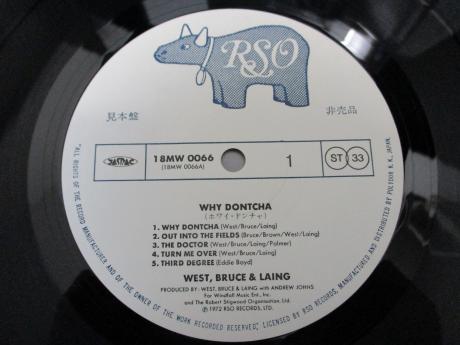 RSO
見本盤
非売品
JASRAC
18MW 0066
(18MW 0066A)
1
ST 33
WHY DONTCHA
(ホワイ・ドンチャ)
1. WHY DONTCHA (West/Bruce/Laing)
2. OUT INTO THE FIELDS (Bruce/Brown/West/Laing)
3. THE DOCTOR (West/Bruce/Laing/Palmer)
4. TURN ME OVER (West/Bruce/Laing)
5. THIRD DEGREE (Eddie Boyd)
WEST, BRUCE & LAING
PRODUCED BY: WEST, BRUCE & LAING with ANDREW JOHNS
For Windfall Music Ent., Inc.
and The Robert Stigwood Organisation Ltd.
℗ 1972 RSO RECORDS.
"ALL RIGHTS OF THE RECORD MANUFACTURER AND OF THE OWNER OF THE WORK RECORDED RESERVED," LICENSED BY RSO RECORDS, MANUFACTURED AND DISTRIBUTED BY POLYDOR K.K., JAPAN.